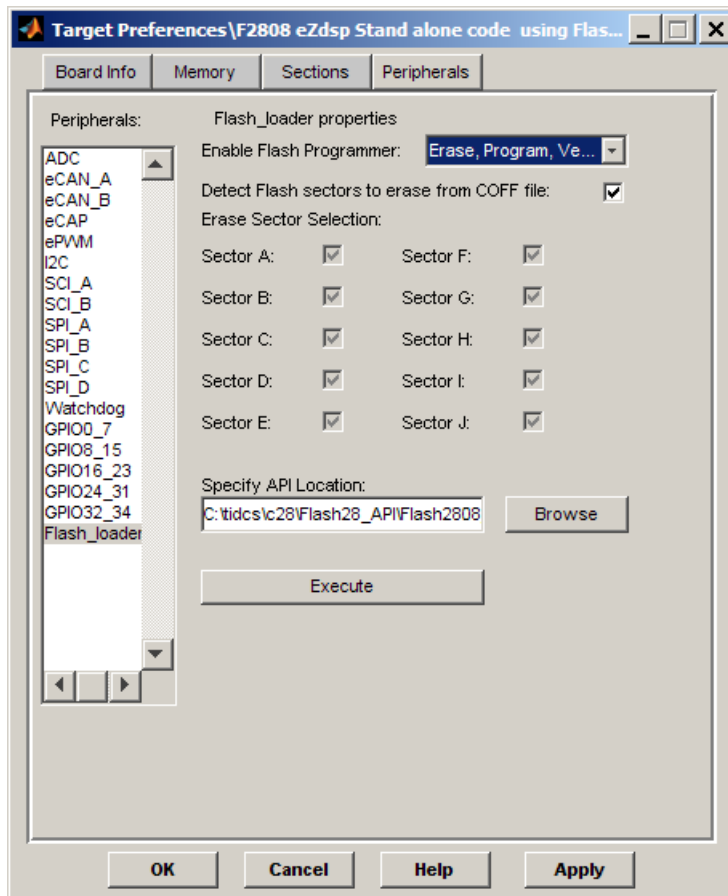 Target Preferences\F2808 eZdsp Stand alone code using Flas...
Board Info Memory Sections Peripherals
Peripherals:
ADC
eCAN_A
eCAN_B
eCAP
ePWM
I2C
SCI_A
SCI_B
SPI_A
SPI_B
SPI_C
SPI_D
Watchdog
GPIO0_7
GPIO8_15
GPIO16_23
GPIO24_31
GPIO32_34
Flash_loader
Flash_loader properties
Enable Flash Programmer: Erase, Program, Ve...
Detect Flash sectors to erase from COFF file:
Erase Sector Selection:
Sector A: Sector F:
Sector B: Sector G:
Sector C: Sector H:
Sector D: Sector I:
Sector E: Sector J:
Specify API Location:
C:\tidcs\c28\Flash28_API\Flash2808 Browse
Execute
OK Cancel Help Apply